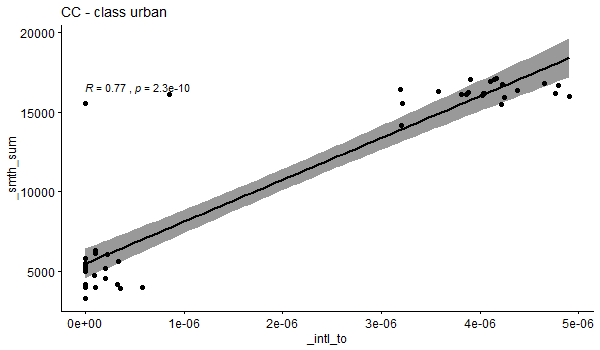 CC - class urban
20000
R = 0.77 , p = 2.3e-10
15000
_smth_sum
10000
5000
0e+00 1e-06 2e-06 3e-06 4e-06 5e-06
_intl_to